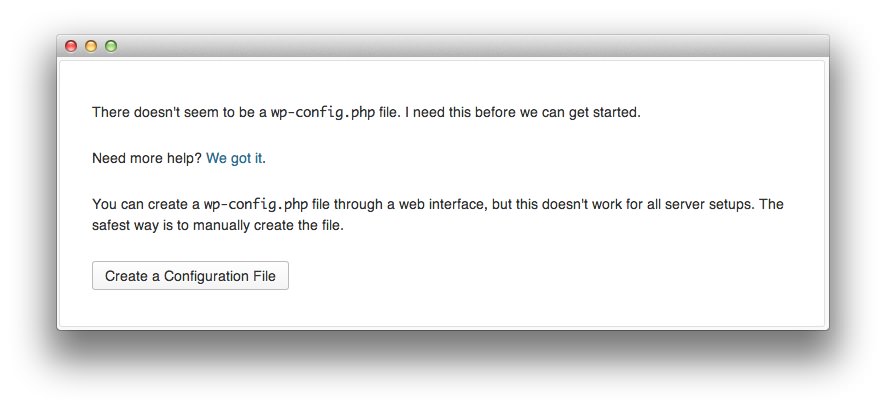 There doesn't seem to be a wp-config.php file. I need this before we can get started.
Need more help? We got it.
You can create a wp-config.php file through a web interface, but this doesn't work for all server setups. The
safest way is to manually create the file.
Create a Configuration File